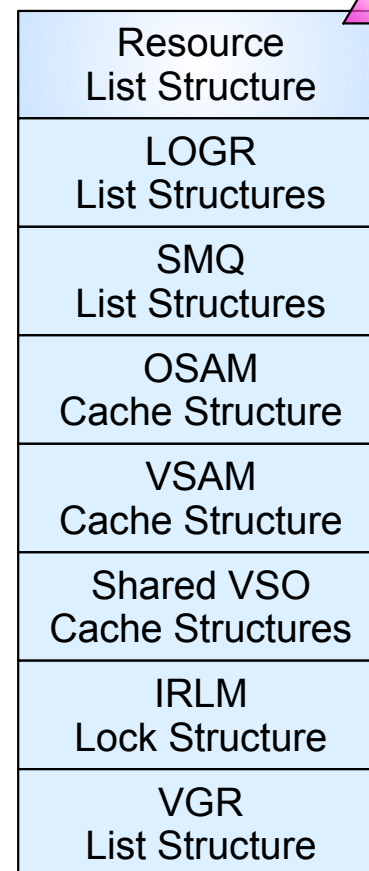 Resource
List Structure
LOGR
List Structures
SMQ
List Structures
OSAM
Cache Structure
VSAM
Cache Structure
Shared VSO
Cache Structures
IRLM
Lock Structure
VGR
List Structure